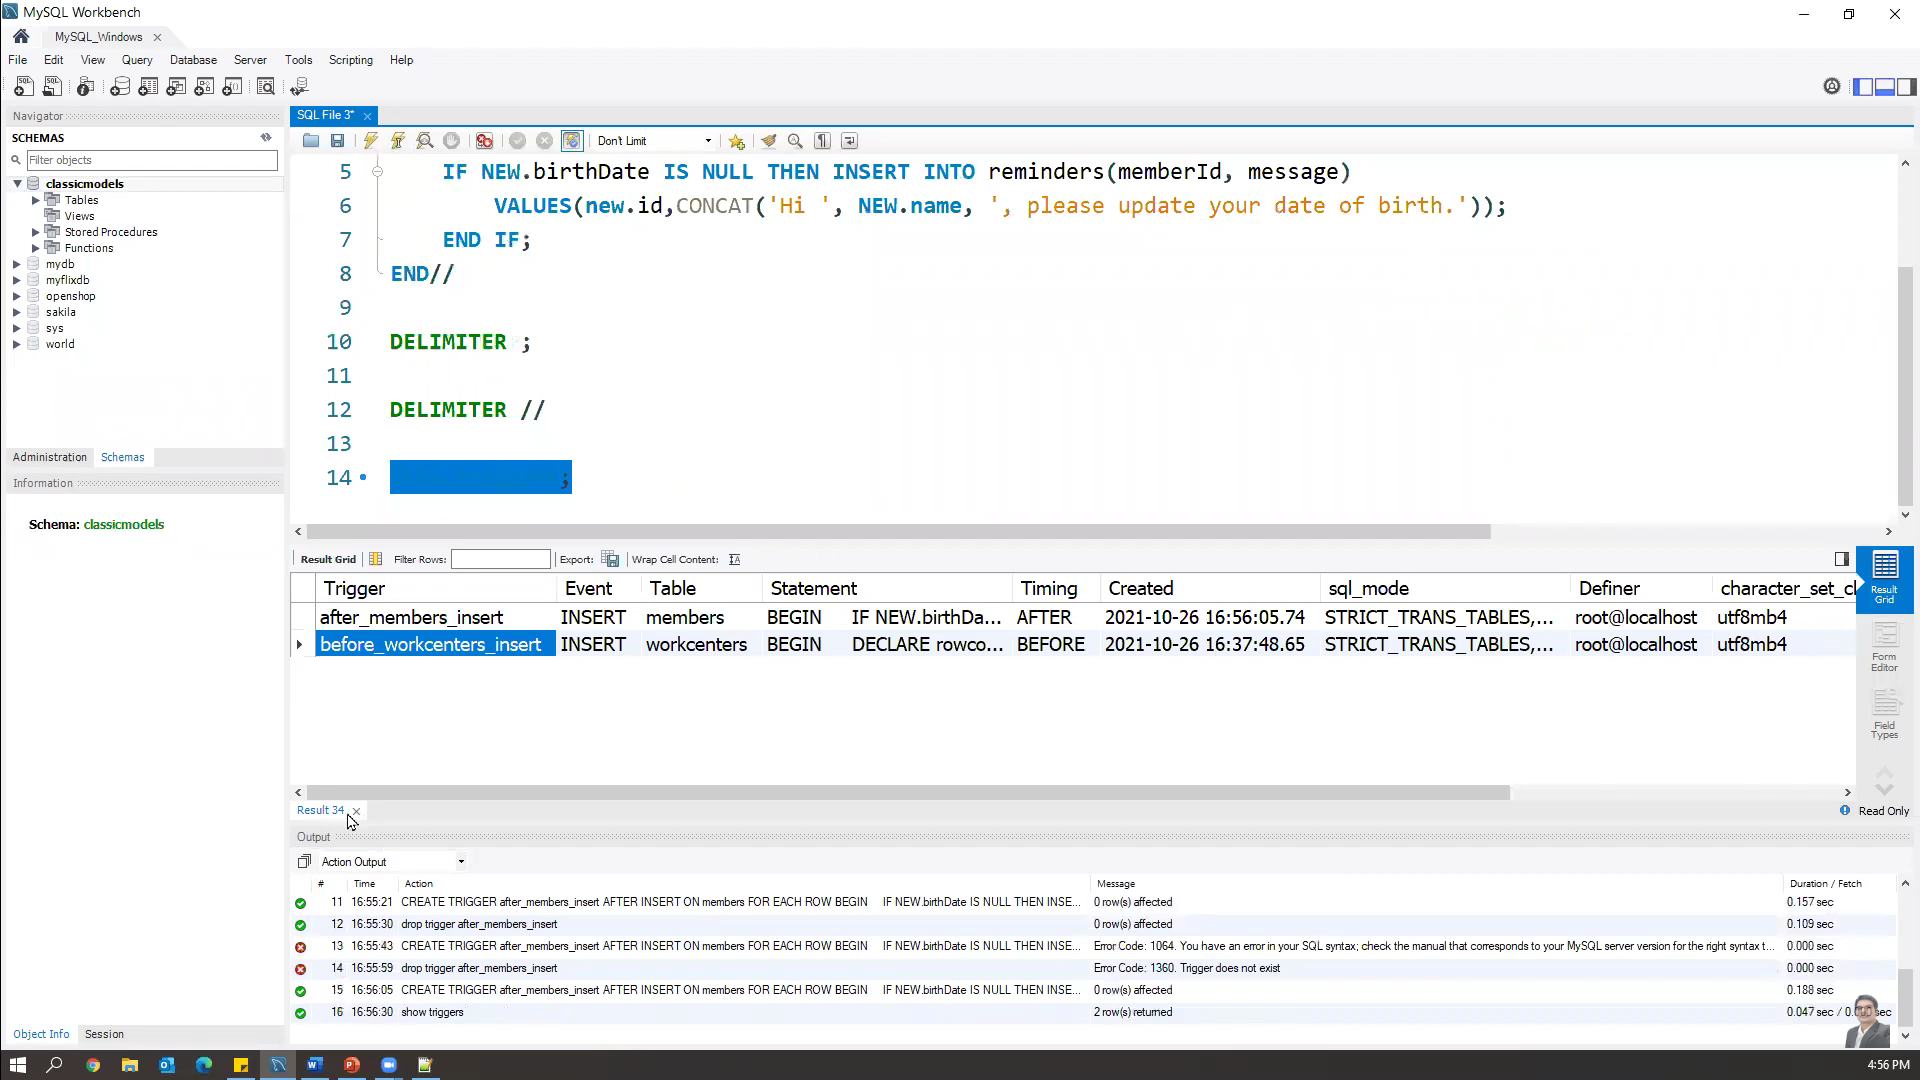 MySQL Workbench
MySQL_Windows
File Edit View Query Database Server Tools Scripting Help
Navigator
SCHEMAS
Filter objects
classicmodels
Tables
Views
Stored Procedures
Functions
mydb
myflixdb
openshop
sakila
sys
world
Administration Schemas
Information
Schema: classicmodels
Object Info Session
SQL File 3*
Don't Limit
5 IF NEW.birthDate IS NULL THEN INSERT INTO reminders(memberId, message)
6 VALUES(new.id,CONCAT('Hi ', NEW.name, ', please update your date of birth.'));
7 END IF;
8 END//
9
10 DELIMITER ;
11
12 DELIMITER //
13
14 ;
Result Grid Filter Rows: Export: Wrap Cell Content:
Trigger Event Table Statement Timing Created sql_mode Definer character_set_cl
after_members_insert INSERT members BEGIN IF NEW.birthDa... AFTER 2021-10-26 16:56:05.74 STRICT_TRANS_TABLES,... root@localhost utf8mb4
before_workcenters_insert INSERT workcenters BEGIN DECLARE rowco... BEFORE 2021-10-26 16:37:48.65 STRICT_TRANS_TABLES,... root@localhost utf8mb4
Result Grid
Form Editor
Field Types
Result 34
Read Only
Output
Action Output
# Time Action Message Duration / Fetch
11 16:55:21 CREATE TRIGGER after_members_insert AFTER INSERT ON members FOR EACH ROW BEGIN IF NEW.birthDate IS NULL THEN INSE... 0 row(s) affected 0.157 sec
12 16:55:30 drop trigger after_members_insert 0 row(s) affected 0.109 sec
13 16:55:43 CREATE TRIGGER after_members_insert AFTER INSERT ON members FOR EACH ROW BEGIN IF NEW.birthDate IS NULL THEN INSE... Error Code: 1064. You have an error in your SQL syntax; check the manual that corresponds to your MySQL server version for the right syntax t... 0.000 sec
14 16:55:59 drop trigger after_members_insert Error Code: 1360. Trigger does not exist 0.000 sec
15 16:56:05 CREATE TRIGGER after_members_insert AFTER INSERT ON members FOR EACH ROW BEGIN IF NEW.birthDate IS NULL THEN INSE... 0 row(s) affected 0.188 sec
16 16:56:30 show triggers 2 row(s) returned 0.047 sec / sec
4:56 PM